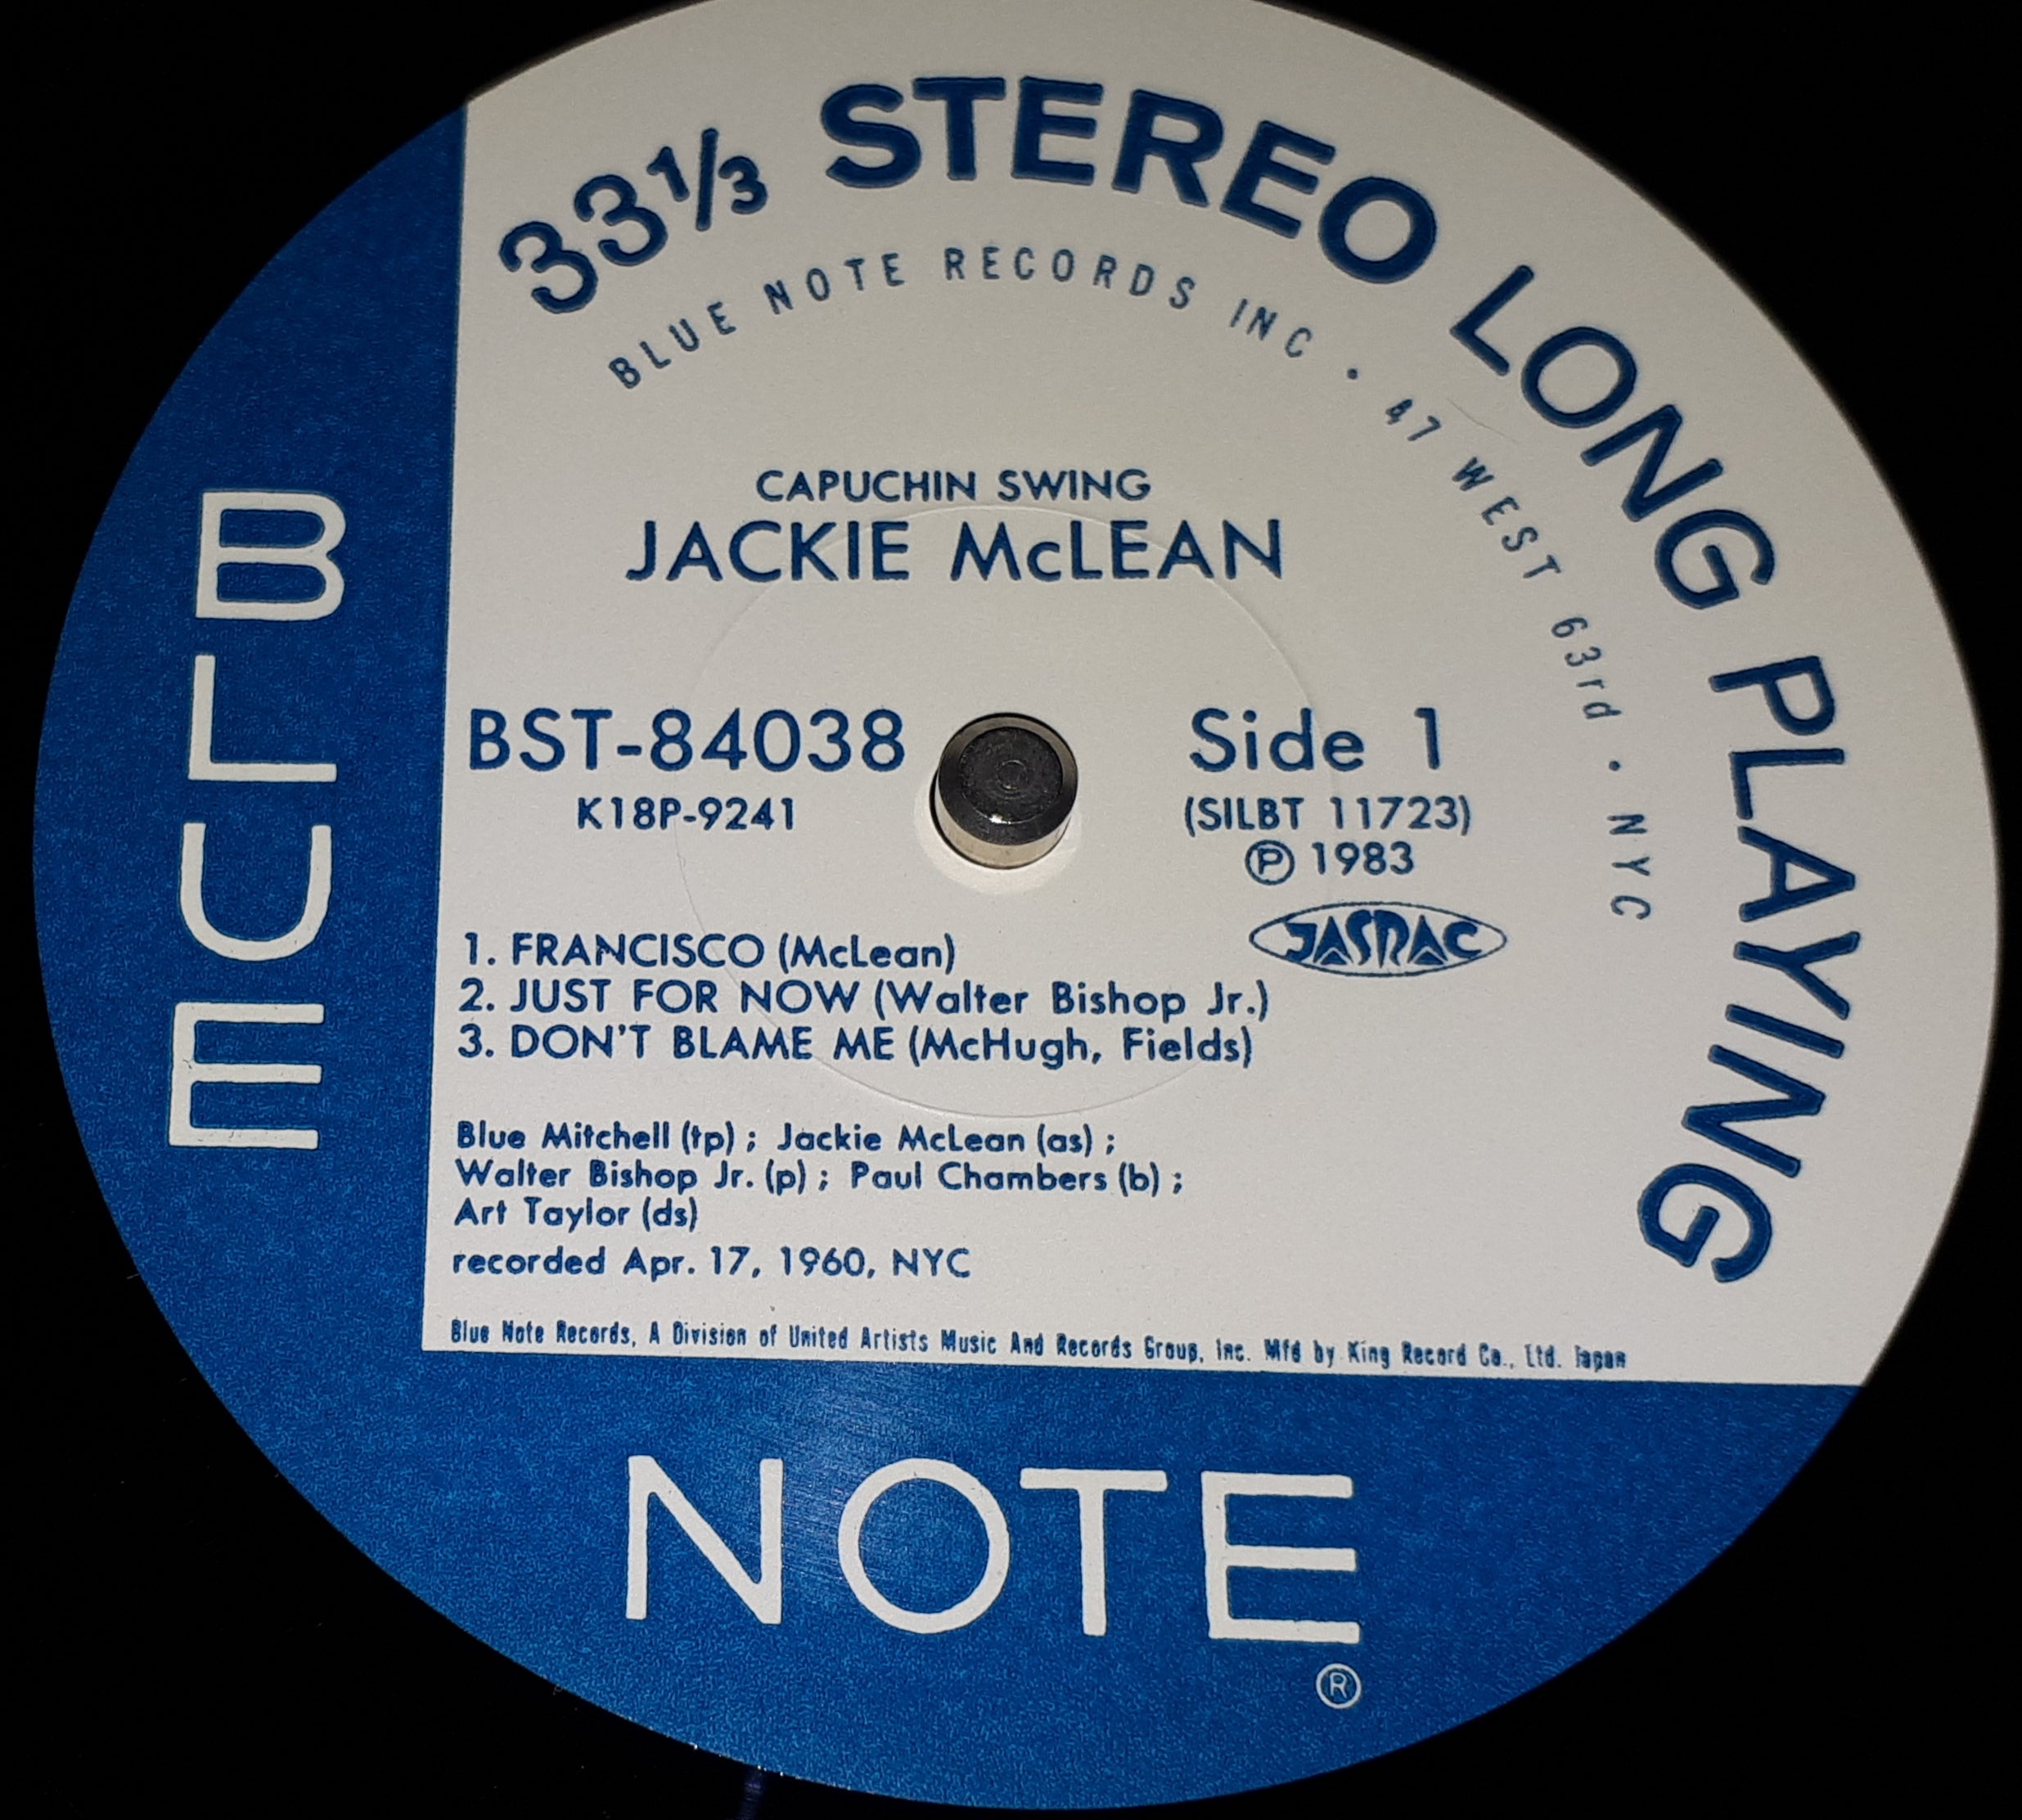 33⅓ STEREO LONG PLAYING
BLUE NOTE RECORDS INC · 47 WEST 63rd · NYC
CAPUCHIN SWING
JACKIE McLEAN
BST-84038
K18P-9241
Side 1
(SILBT 11723)
Ⓟ 1983
JASRAC
1. FRANCISCO (McLean)
2. JUST FOR NOW (Walter Bishop Jr.)
3. DON'T BLAME ME (McHugh, Fields)
Blue Mitchell (tp) ; Jackie McLean (as) ;
Walter Bishop Jr. (p) ; Paul Chambers (b) ;
Art Taylor (ds)
recorded Apr. 17, 1960, NYC
Blue Note Records, A Division of United Artists Music And Records Group, Inc. Mfd by King Record Co., Ltd. Japan
BLUE
NOTE
®